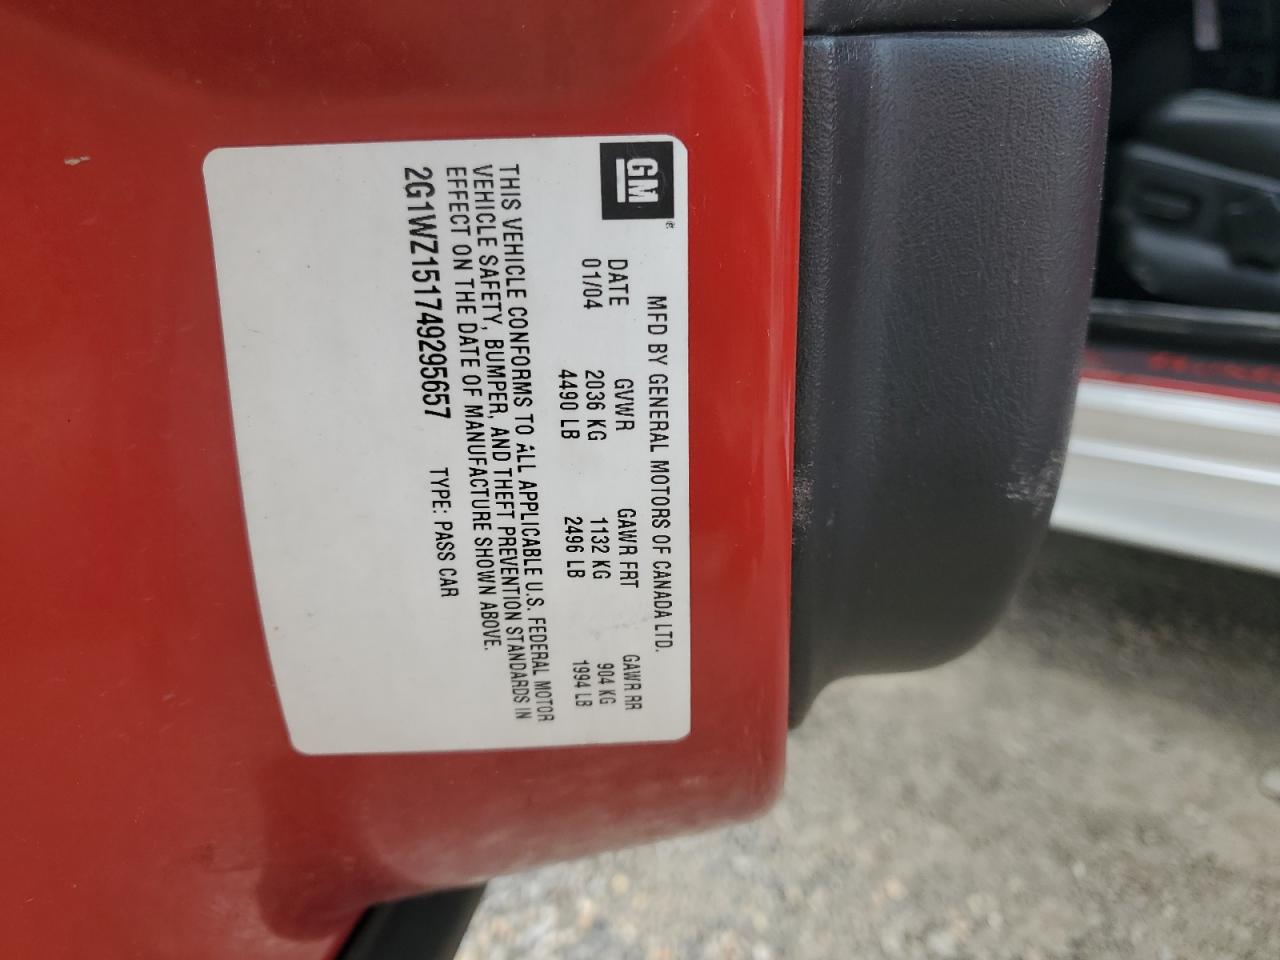 GM®
MFD BY GENERAL MOTORS OF CANADA LTD.
DATE GVWR GAWR FRT GAWR RR
01/04 2036 KG 1132 KG 904 KG
4490 LB 2496 LB 1994 LB
THIS VEHICLE CONFORMS TO ALL APPLICABLE U.S. FEDERAL MOTOR
VEHICLE SAFETY, BUMPER, AND THEFT PREVENTION STANDARDS IN
EFFECT ON THE DATE OF MANUFACTURE SHOWN ABOVE.
2G1WZ151749295657 TYPE: PASS CAR